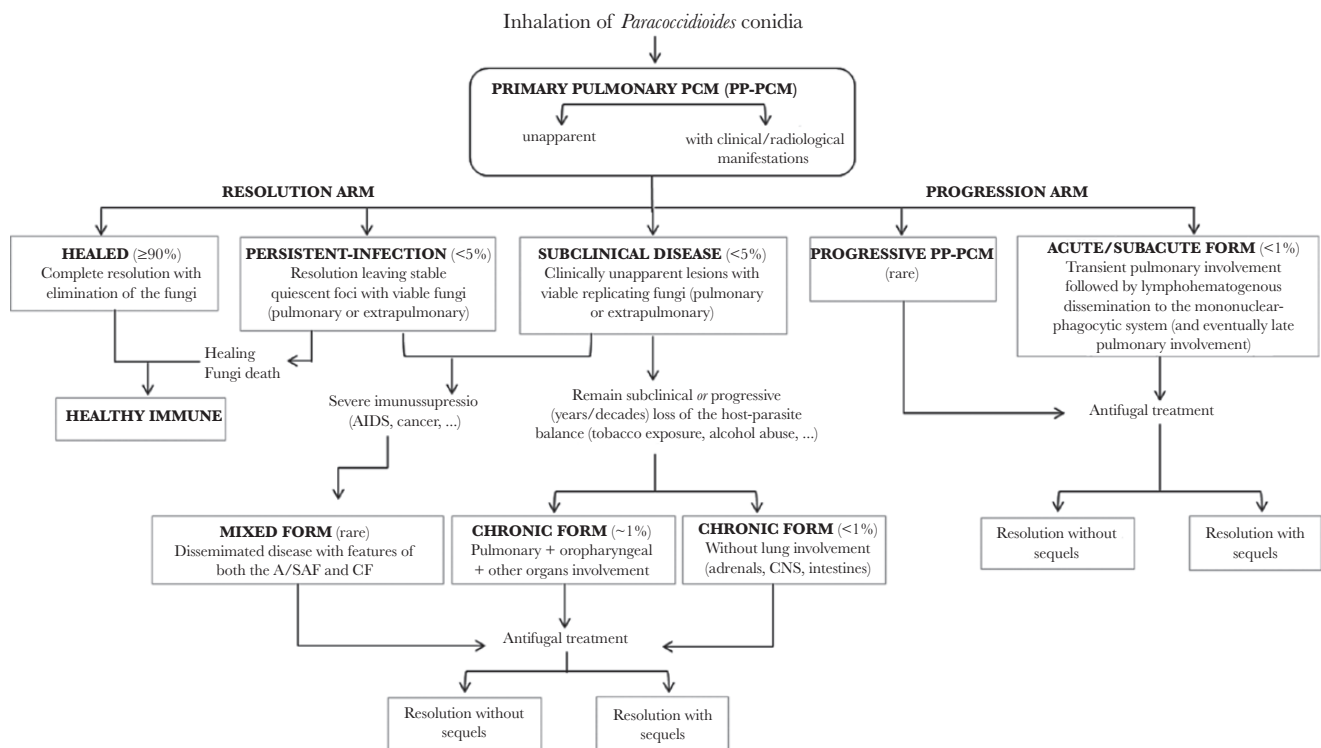 Inhalation of Paracoccidioides conidia
PRIMARY PULMONARY PCM (PP-PCM)
unapparent
with clinical/radiological
manifestations
RESOLUTION ARM
PROGRESSION ARM
HEALED (≥90%)
Complete resolution with
elimination of the fungi
PERSISTENT-INFECTION (<5%)
Resolution leaving stable
quiescent foci with viable fungi
(pulmonary or extrapulmonary)
SUBCLINICAL DISEASE (<5%)
Clinically unapparent lesions with
viable replicating fungi (pulmonary
or extrapulmonary)
PROGRESSIVE PP-PCM
(rare)
ACUTE/SUBACUTE FORM (<1%)
Transient pulmonary involvement
followed by lymphohematogenous
dissemination to the mononuclear-
phagocytic system (and eventually late
pulmonary involvement)
Healing
Fungi death
HEALTHY IMMUNE
Severe imunussupressio
(AIDS, cancer, ...)
Remain subclinical or progressive
(years/decades) loss of the host-parasite
balance (tobacco exposure, alcohol abuse, ...)
Antifugal treatment
Resolution without
sequels
Resolution with
sequels
MIXED FORM (rare)
Dissemimated disease with features of
both the A/SAF and CF
CHRONIC FORM (~1%)
Pulmonary + oropharyngeal
+ other organs involvement
CHRONIC FORM (<1%)
Without lung involvement
(adrenals, CNS, intestines)
Antifugal treatment
Resolution without
sequels
Resolution with
sequels